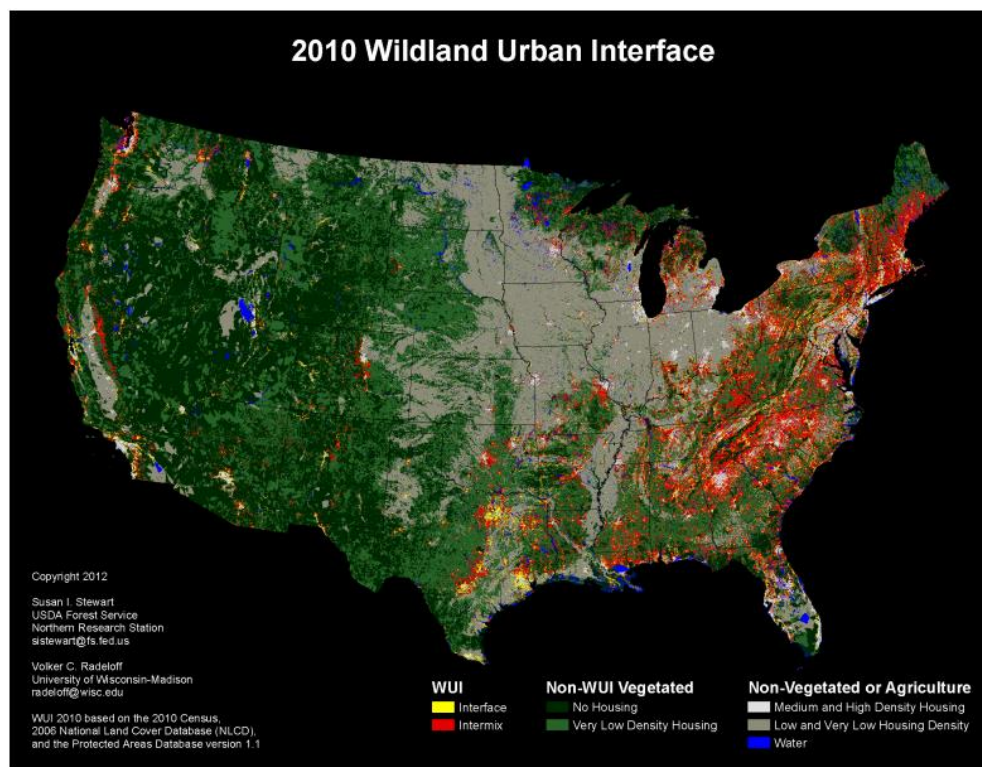 2010 Wildland Urban Interface
Copyright 2012
Susan I. Stewart
USDA Forest Service
Northern Research Station
sistewart@fs.fed.us
Volker C. Radeloff
University of Wisconsin-Madison
radeloff@wisc.edu
WUI 2010 based on the 2010 Census,
2006 National Land Cover Database (NLCD),
and the Protected Areas Database version 1.1
WUI
Interface
Intermix
Non-WUI Vegetated
No Housing
Very Low Density Housing
Non-Vegetated or Agriculture
Medium and High Density Housing
Low and Very Low Housing Density
Water